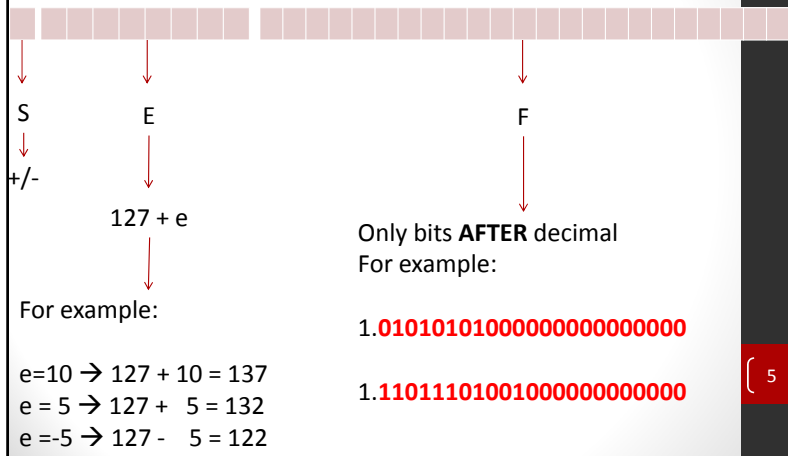 S E F
+/-
127 + e
Only bits AFTER decimal
For example:
For example:
1.01010101000000000000000
e=10 → 127 + 10 = 137
1.11011101001000000000000
e = 5 → 127 + 5 = 132
e =-5 → 127 - 5 = 122
5